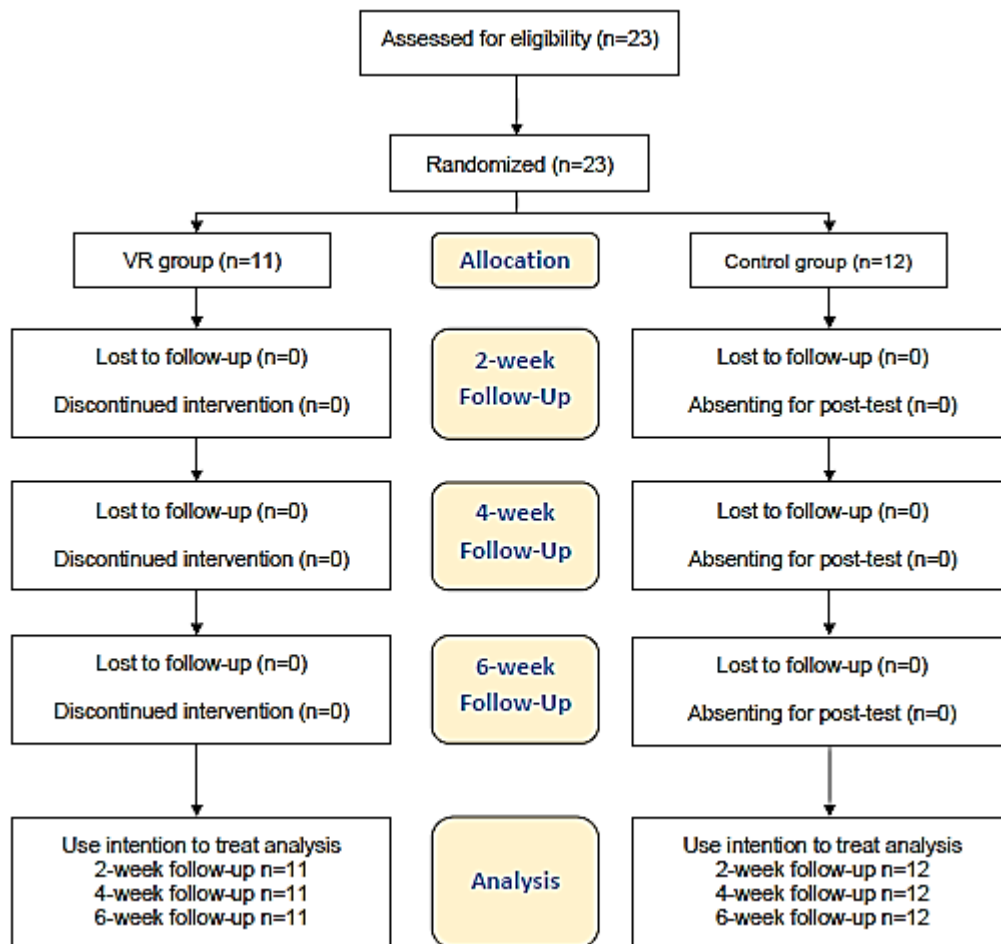 Assessed for eligibility (n=23)
Randomized (n=23)
VR group (n=11)
Allocation
Control group (n=12)
Lost to follow-up (n=0)
Discontinued intervention (n=0)
2-week
Follow-Up
Lost to follow-up (n=0)
Absenting for post-test (n=0)
Lost to follow-up (n=0)
Discontinued intervention (n=0)
4-week
Follow-Up
Lost to follow-up (n=0)
Absenting for post-test (n=0)
Lost to follow-up (n=0)
Discontinued intervention (n=0)
6-week
Follow-Up
Lost to follow-up (n=0)
Absenting for post-test (n=0)
Use intention to treat analysis
2-week follow-up n=11
4-week follow-up n=11
6-week follow-up n=11
Analysis
Use intention to treat analysis
2-week follow-up n=12
4-week follow-up n=12
6-week follow-up n=12